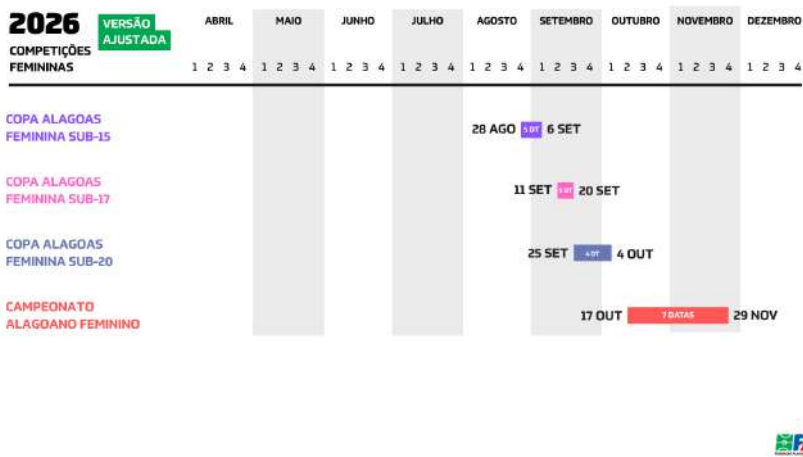 2026
VERSÃO
AJUSTADA
COMPETIÇÕES
FEMININAS
ABRIL MAIO JUNHO JULHO AGOSTO SETEMBRO OUTUBRO NOVEMBRO DEZEMBRO
1 2 3 4 1 2 3 4 1 2 3 4 1 2 3 4 1 2 3 4 1 2 3 4 1 2 3 4 1 2 3 4 1 2 3 4
COPA ALAGOAS
FEMININA SUB-15
28 AGO 5 DT 6 SET
COPA ALAGOAS
FEMININA SUB-17
11 SET 20 SET
COPA ALAGOAS
FEMININA SUB-20
25 SET 4 DT 4 OUT
CAMPEONATO
ALAGOANO FEMININO
17 OUT 7 DATAS 29 NOV